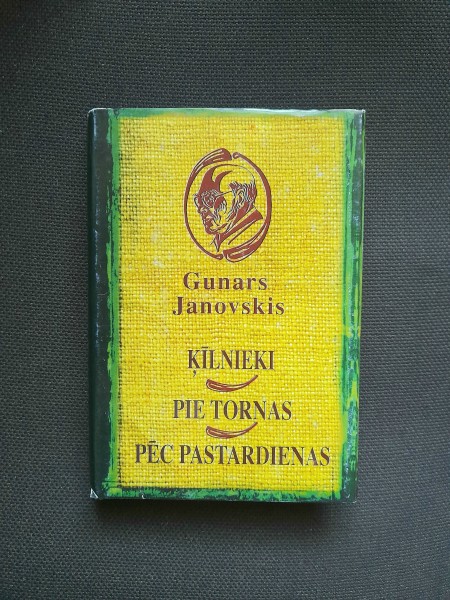 Gunars
Janovskis
ĶĪLNIEKI
PIE TORNAS
PĒC PASTARDIENAS